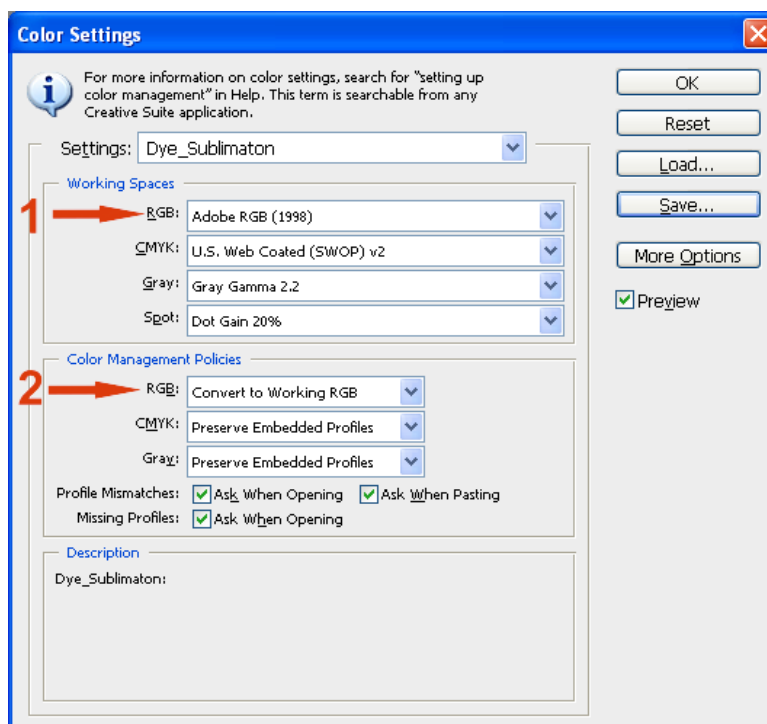 Color Settings
For more information on color settings, search for "setting up
color management" in Help. This term is searchable from any
Creative Suite application.
OK
Reset
Load...
Save...
More Options
Preview
Settings: Dye_Sublimaton
Working Spaces
1 RGB: Adobe RGB (1998)
CMYK: U.S. Web Coated (SWOP) v2
Gray: Gray Gamma 2.2
Spot: Dot Gain 20%
Color Management Policies
2 RGB: Convert to Working RGB
CMYK: Preserve Embedded Profiles
Gray: Preserve Embedded Profiles
Profile Mismatches: Ask When Opening Ask When Pasting
Missing Profiles: Ask When Opening
Description
Dye_Sublimaton: